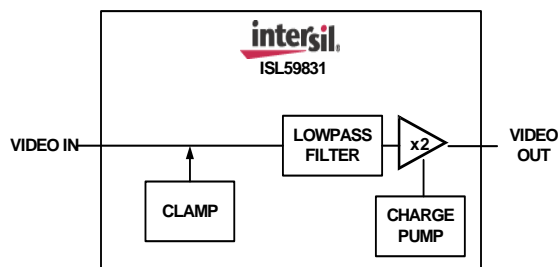 intersil®
ISL59831
VIDEO IN
LOWPASS
FILTER
x2
VIDEO
OUT
CLAMP
CHARGE
PUMP